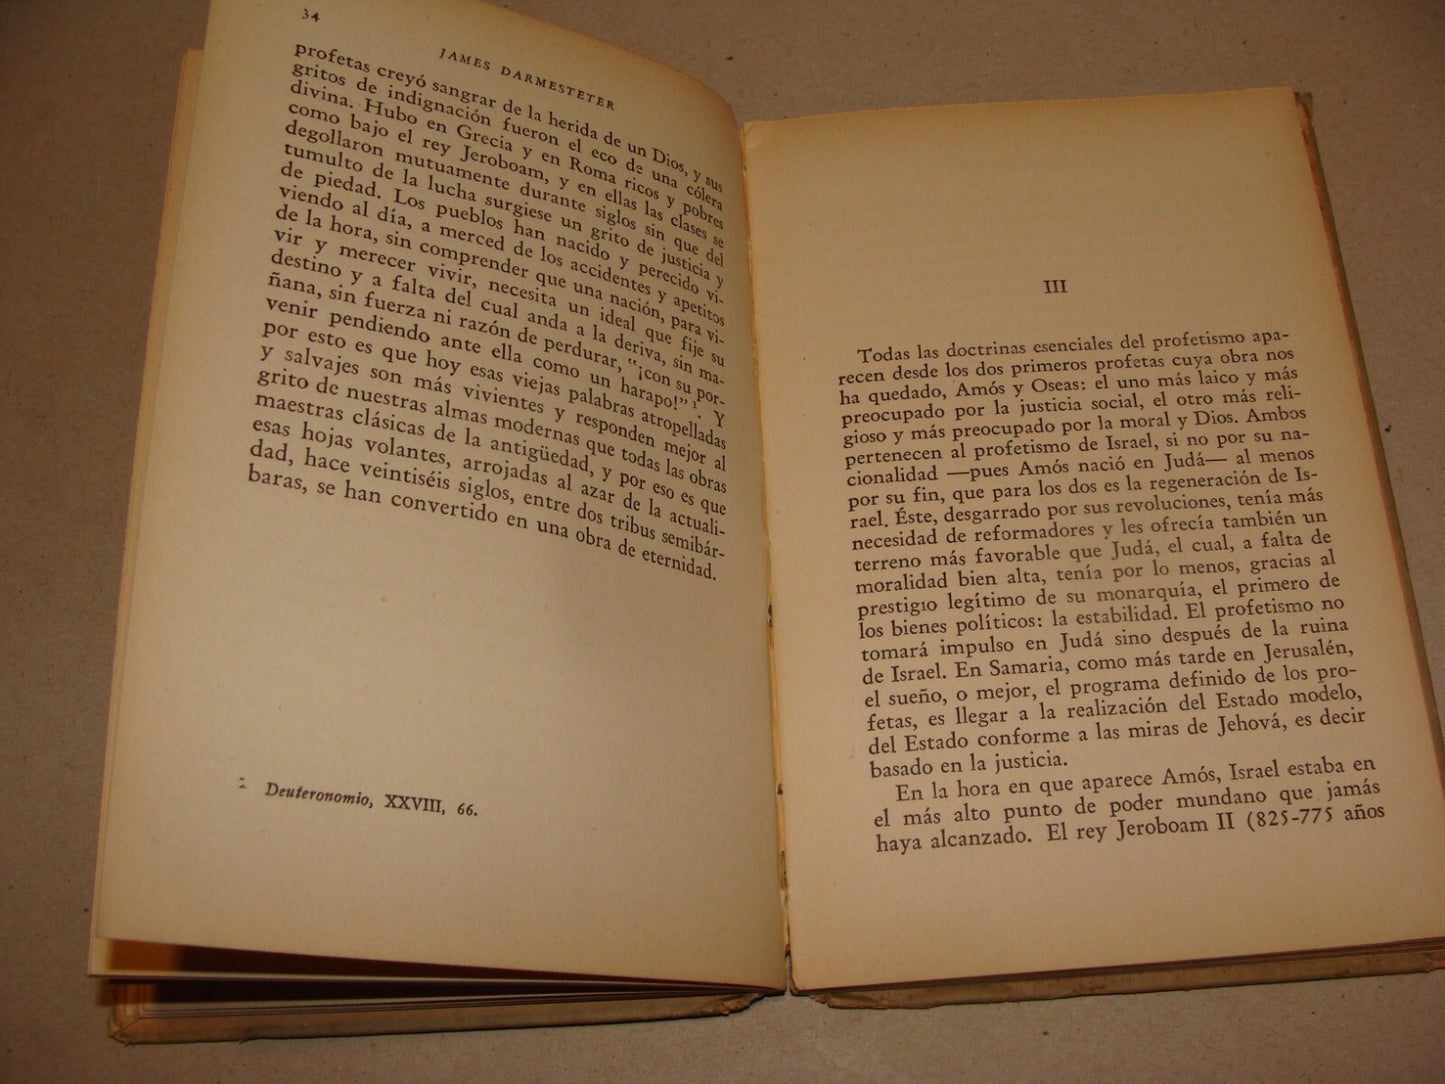 34
JAMES DARMESTETER
profetas creyó sangrar de la herida de un Dios, y sus
gritos de indignación fueron el eco de una cólera
divina. Hubo en Grecia y en Roma ricos y pobres
como bajo el rey Jeroboam, y en ellas las clases se
degollaron mutuamente durante siglos sin que del
tumulto de la lucha surgiese un grito de justicia y
de piedad. Los pueblos han nacido y perecido vi-
viendo al día, a merced de los accidentes y apetitos
de la hora, sin comprender que una nación, para vi-
vir y merecer vivir, necesita un ideal que fije su
destino y a falta del cual anda a la deriva, sin ma-
ñana, sin fuerza ni razón de perdurar, "¡con su por-
venir pendiendo ante ella como un harapo!" ¹. Y
por esto es que hoy esas viejas palabras atropelladas
y salvajes son más vivientes y responden mejor al
grito de nuestras almas modernas que todas las obras
maestras clásicas de la antigüedad, y por eso es que
esas hojas volantes, arrojadas al azar de la actuali-
dad, hace veintiséis siglos, entre dos tribus semibár-
baras, se han convertido en una obra de eternidad.
Deuteronomio, XXVIII, 66.
III
Todas las doctrinas esenciales del profetismo apa-
recen desde los dos primeros profetas cuya obra nos
ha quedado, Amós y Oseas: el uno más laico y más
preocupado por la justicia social, el otro más reli-
gioso y más preocupado por la moral y Dios. Ambos
pertenecen al profetismo de Israel, si no por su na-
cionalidad —pues Amós nació en Judá— al menos
por su fin, que para los dos es la regeneración de Is-
rael. Éste, desgarrado por sus revoluciones, tenía más
necesidad de reformadores y les ofrecía también un
terreno más favorable que Judá, el cual, a falta de
moralidad bien alta, tenía por lo menos, gracias al
prestigio legítimo de su monarquía, el primero de
los bienes políticos: la estabilidad. El profetismo no
tomará impulso en Judá sino después de la ruina
de Israel. En Samaria, como más tarde en Jerusalén,
el sueño, o mejor, el programa definido de los pro-
fetas, es llegar a la realización del Estado modelo,
del Estado conforme a las miras de Jehová, es decir
basado en la justicia.
En la hora en que aparece Amós, Israel estaba en
el más alto punto de poder mundano que jamás
haya alcanzado. El rey Jeroboam II (825-775 años